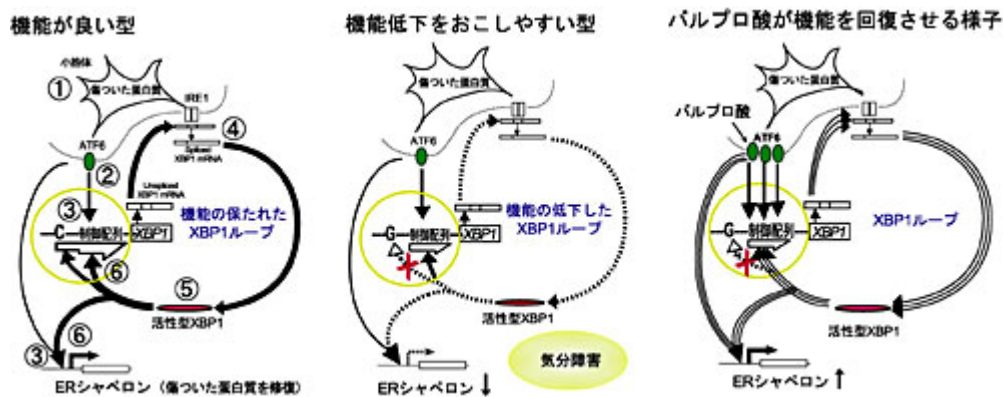 機能が良い型
小胞体
①
傷ついた蛋白質
IRE1
④
Spliced
XBP1 mRNA
ATF6
②
Unspliced
XBP1 mRNA
③
機能の保たれた
XBP1ループ
C
制御配列
XBP1
⑥
⑤
活性型XBP1
⑥
③
ERシャペロン（傷ついた蛋白質を修復）
機能低下をおこしやすい型
傷ついた蛋白質
ATF6
機能の低下した
XBP1ループ
G
制御配列
XBP1
活性型XBP1
気分障害
ERシャペロン↓
バルプロ酸が機能を回復させる様子
傷ついた蛋白質
バルプロ酸
ATF6
XBP1ループ
G
制御配列
XBP1
活性型XBP1
ERシャペロン↑